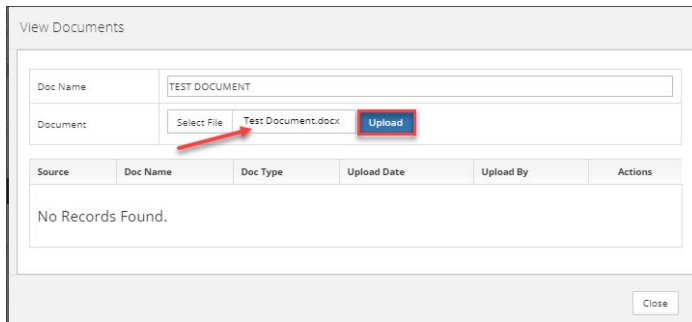 View Documents
Doc Name TEST DOCUMENT
Document Select File Test Document.docx Upload
Source Doc Name Doc Type Upload Date Upload By Actions
No Records Found.
Close